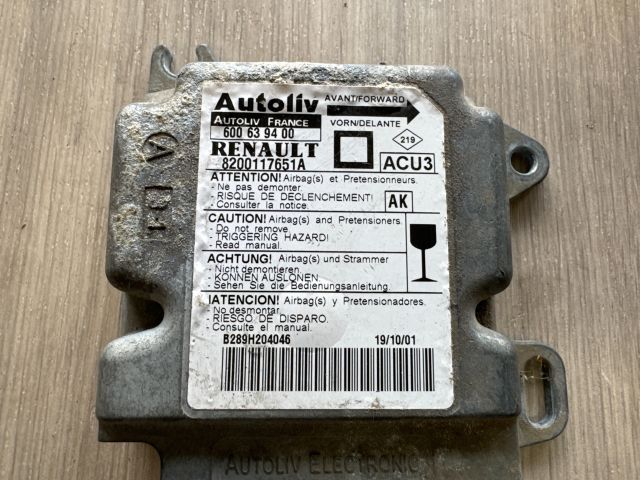 Autoliv
AVANT/FORWARD
AUTOLIV FRANCE
VORN/DELANTE
600 63 94 00
219
RENAULT
ACU3
8200117651A
ATTENTION! Airbag(s) et Pretensionneurs.
- Ne pas demonter.
- RISQUE DE DECLENCHEMENT!
- Consulter la notice.
AK
CAUTION! Airbag(s) and Pretensioners.
- Do not remove.
- TRIGGERING HAZARD!
- Read manual.
ACHTUNG! Airbag(s) und Strammer
- Nicht demontieren.
- KONNEN AUSLONSEN
- Sehen Sie die Bedienungsanleitung.
¡ATENCION! Airbag(s) y Pretensionadores.
- No desmontar.
- RIESGO DE DISPARO.
- Consulte el manual.
B289H204046
19/10/01
AUTOLIV ELECTRONIC